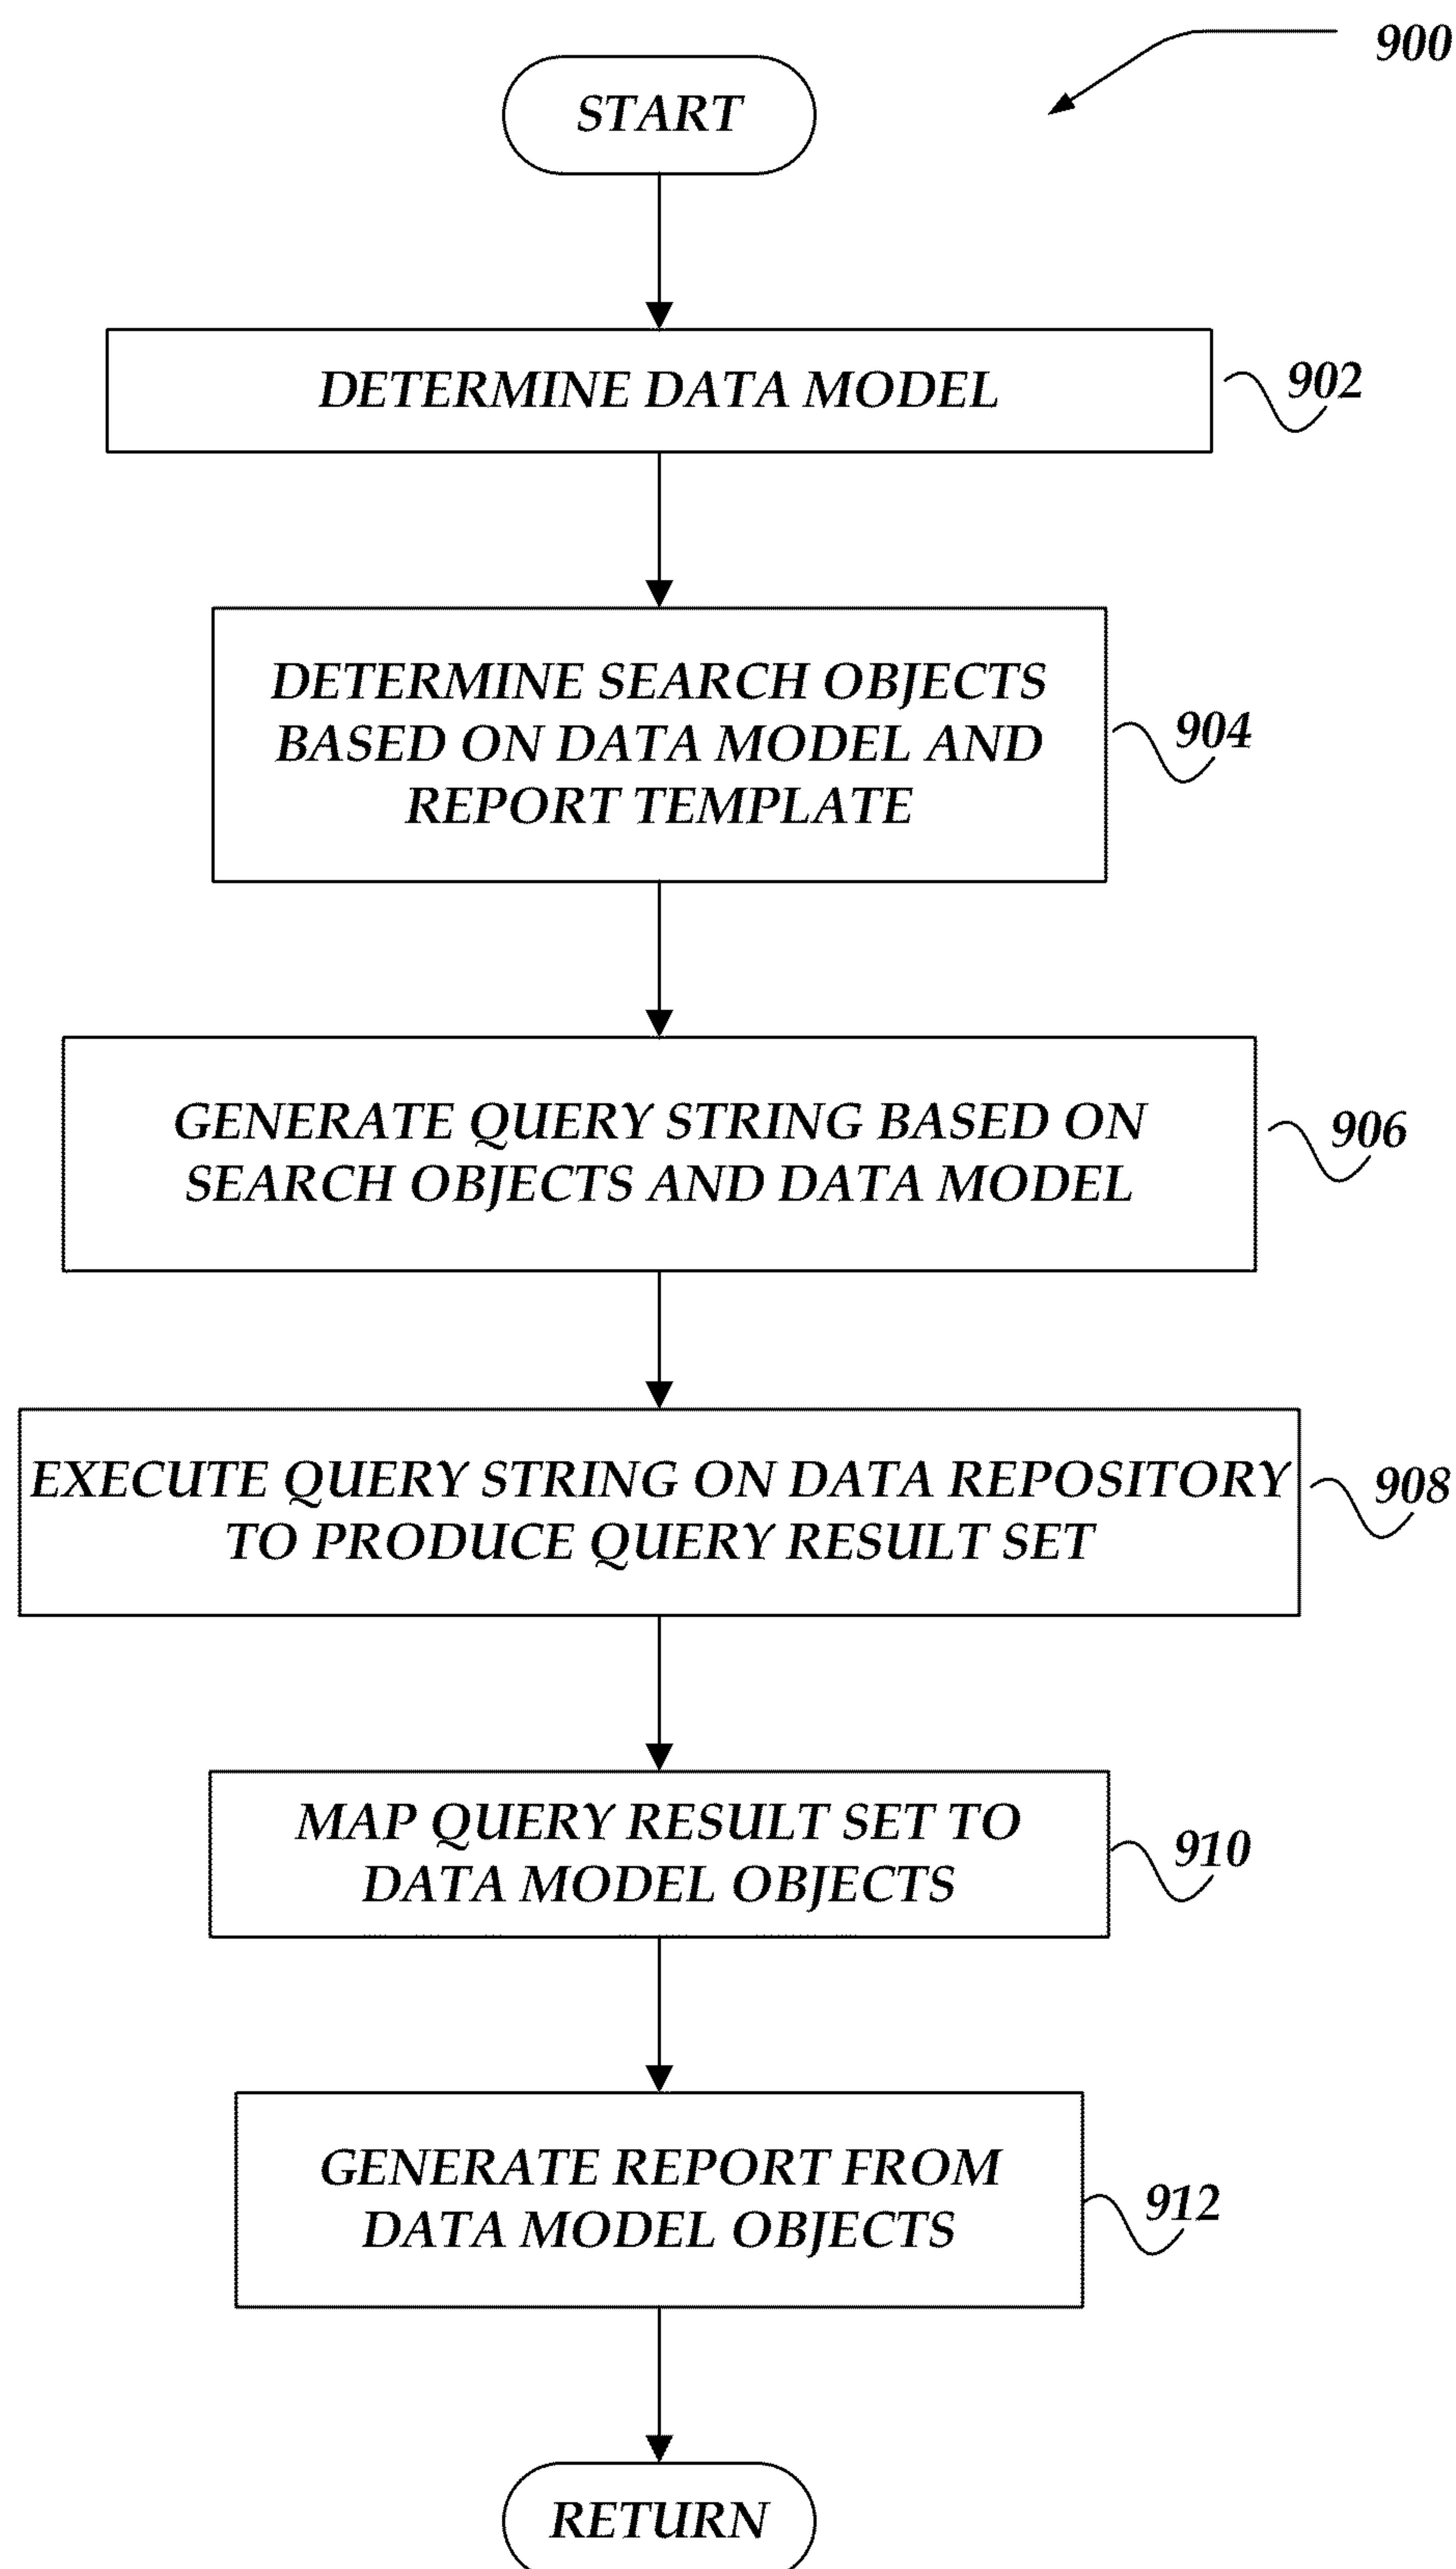 900
START
DETERMINE DATA MODEL
902
DETERMINE SEARCH OBJECTS
BASED ON DATA MODEL AND
REPORT TEMPLATE
904
GENERATE QUERY STRING BASED ON
SEARCH OBJECTS AND DATA MODEL
906
EXECUTE QUERY STRING ON DATA REPOSITORY
TO PRODUCE QUERY RESULT SET
908
MAP QUERY RESULT SET TO
DATA MODEL OBJECTS
910
GENERATE REPORT FROM
DATA MODEL OBJECTS
912
RETURN